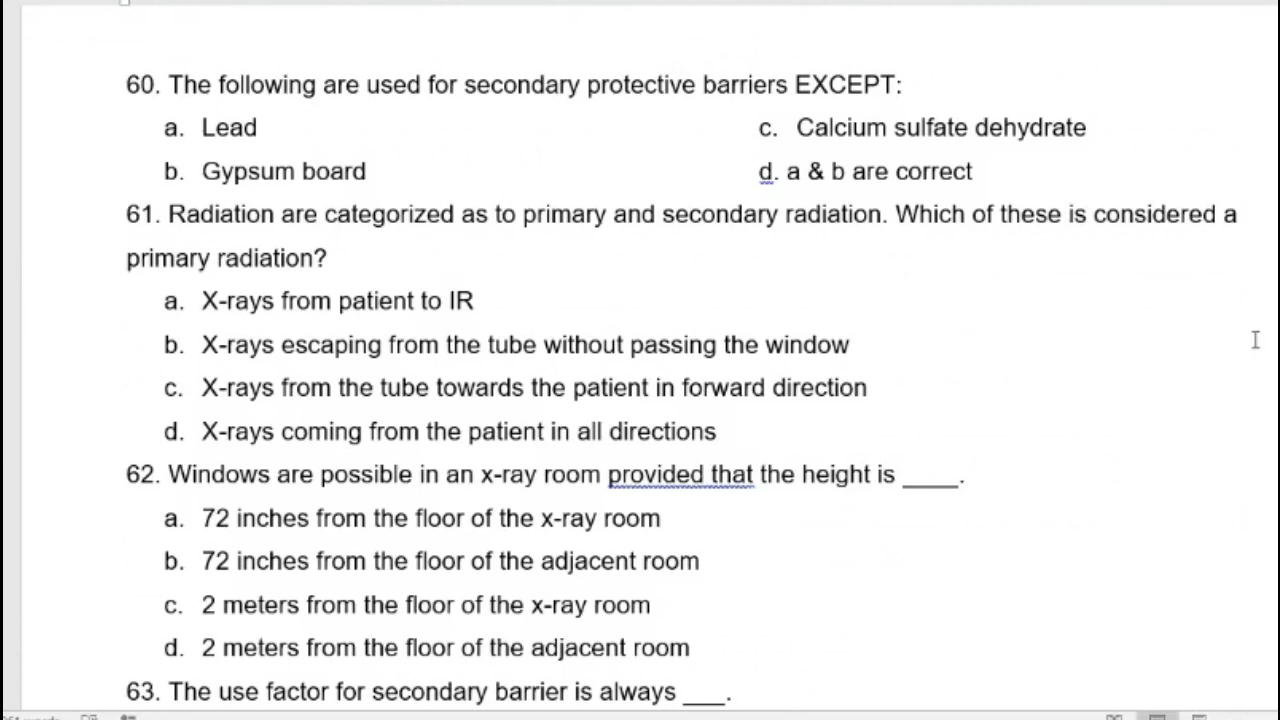 60. The following are used for secondary protective barriers EXCEPT:
a. Lead
c. Calcium sulfate dehydrate
b. Gypsum board
d. a & b are correct
61. Radiation are categorized as to primary and secondary radiation. Which of these is considered a
primary radiation?
a. X-rays from patient to IR
b. X-rays escaping from the tube without passing the window
c. X-rays from the tube towards the patient in forward direction
d. X-rays coming from the patient in all directions
62. Windows are possible in an x-ray room provided that the height is ____.
a. 72 inches from the floor of the x-ray room
b. 72 inches from the floor of the adjacent room
c. 2 meters from the floor of the x-ray room
d. 2 meters from the floor of the adjacent room
63. The use factor for secondary barrier is always ___.